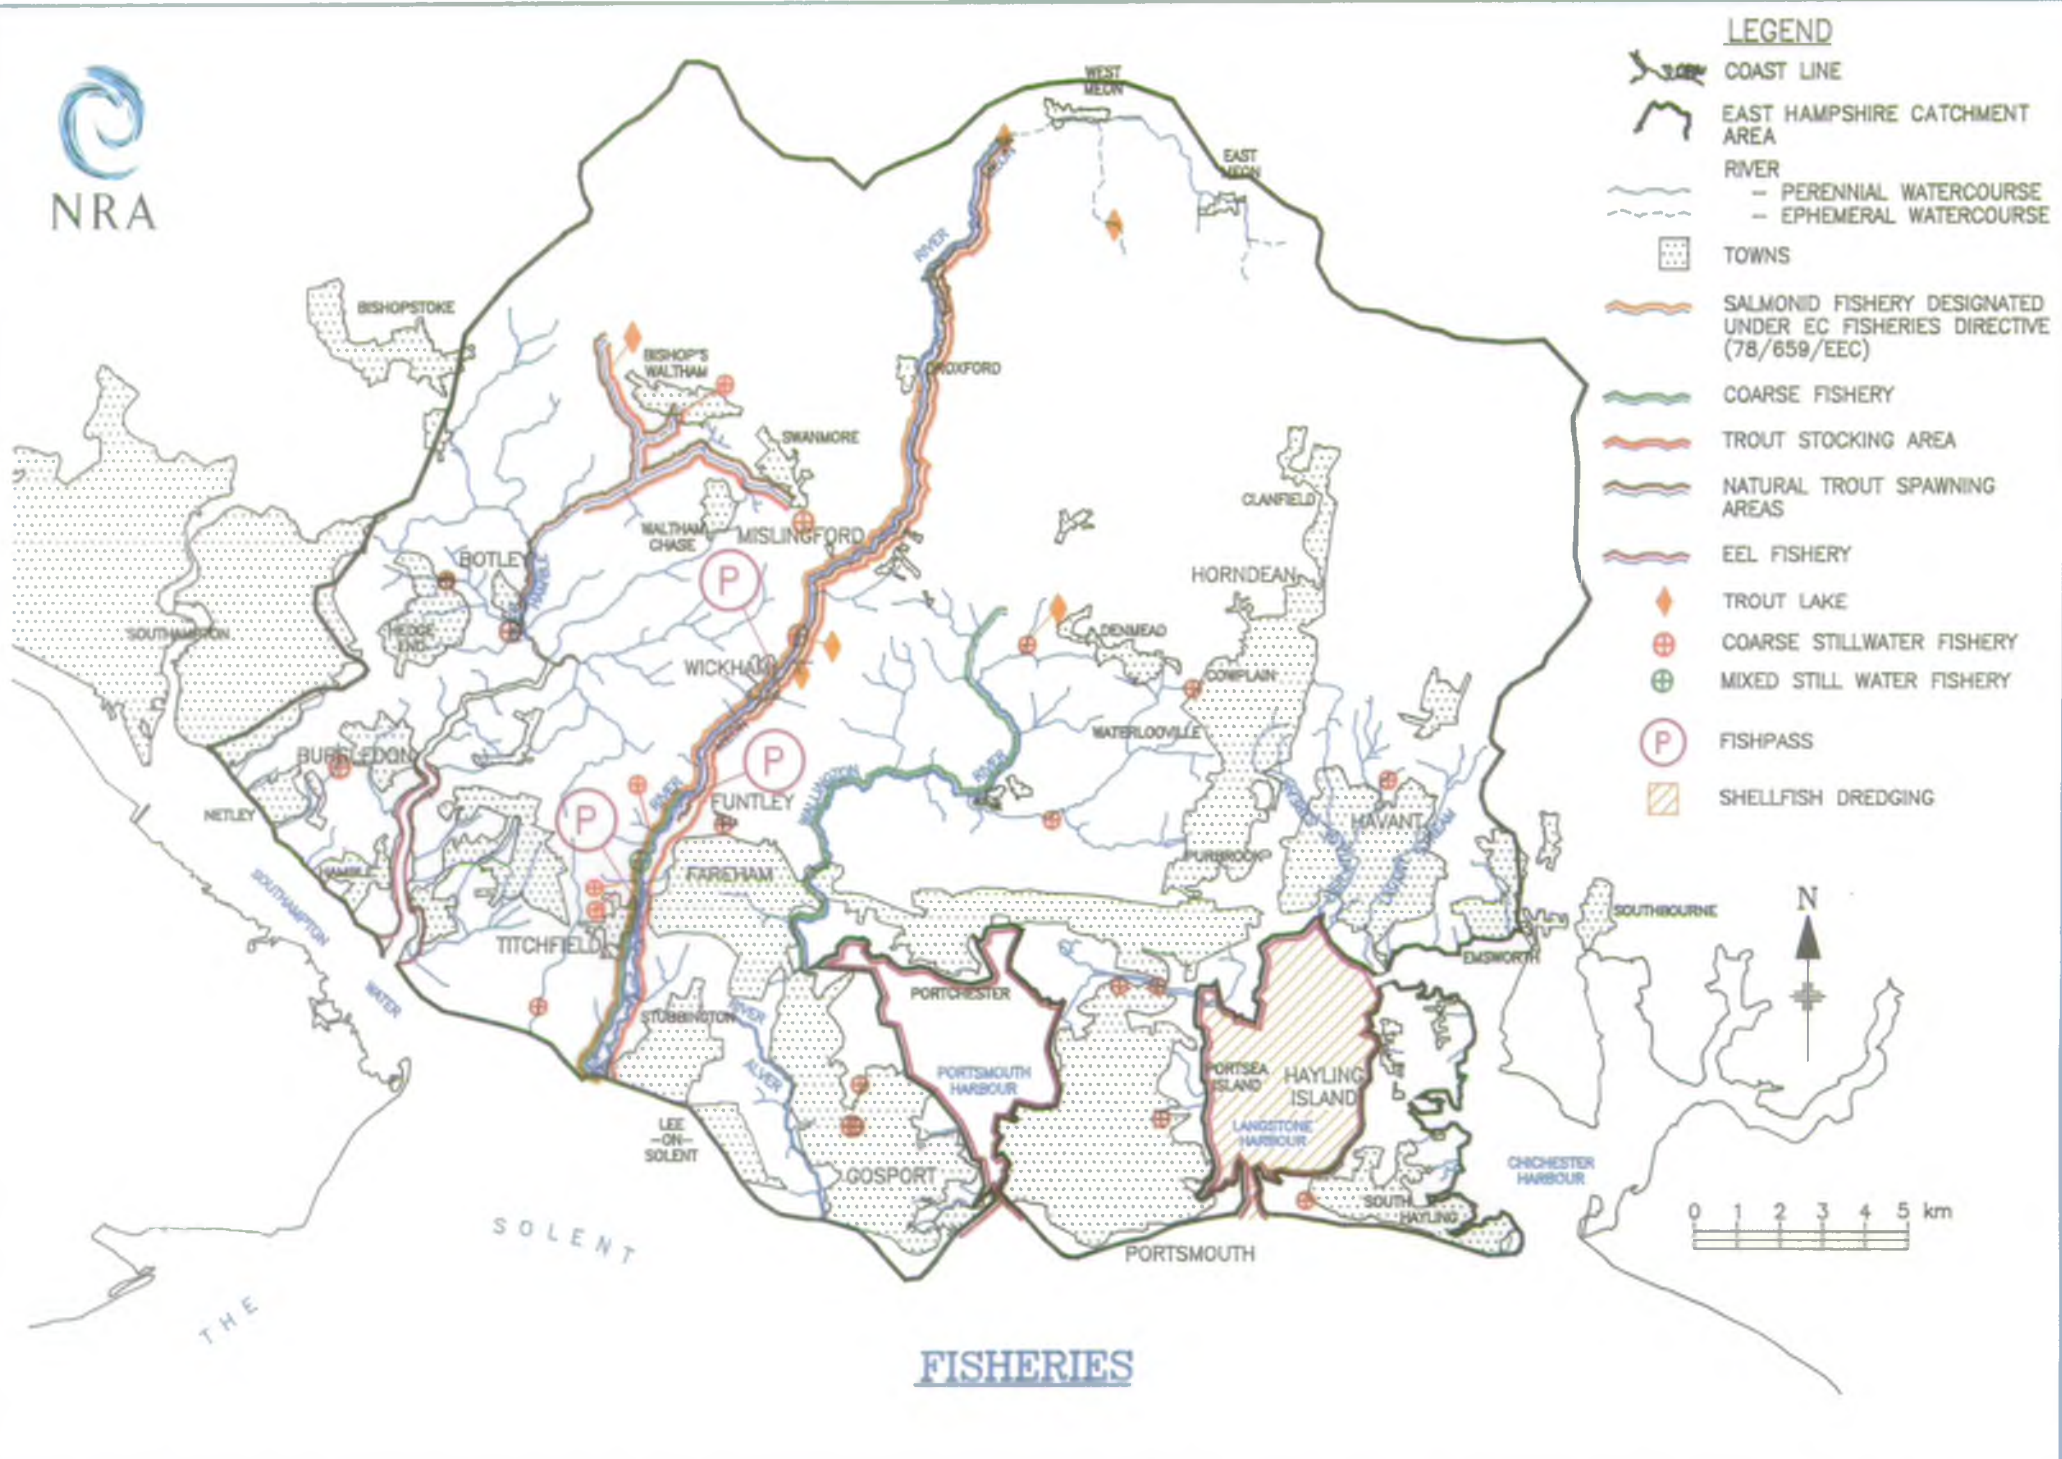 NRA
LEGEND
COAST LINE
EAST HAMPSHIRE CATCHMENT
AREA
RIVER
— PERENNIAL WATERCOURSE
— EPHEMERAL WATERCOURSE
TOWNS
SALMONID FISHERY DESIGNATED
UNDER EC FISHERIES DIRECTIVE
(78/659/EEC)
COARSE FISHERY
TROUT STOCKING AREA
NATURAL TROUT SPAWNING
AREAS
EEL FISHERY
TROUT LAKE
COARSE STILLWATER FISHERY
MIXED STILL WATER FISHERY
P FISHPASS
SHELLFISH DREDGING
WEST
MEON
EAST
MEON
MEON
RIVER
BISHOPSTOKE
BISHOP'S
WALTHAM
DROXFORD
SWANMORE
CLANFIELD
WALTHAM
CHASE
MISLINGFORD
BOTLEY
HAMBLE
P
HORNDEAN
SOUTHAMPTON
HEDGE
END
DENMEAD
WICKHAM
COWPLAIN
WATERLOOVILLE
BURSLEDON
P
RIVER
RIVER
WALLINGTON
FUNTLEY
NETLEY
P
HAVANT
STREAM
LAVANT
PURBROOK
HAMBLE
FAREHAM
SOUTHAMPTON
WATER
TITCHFIELD
SOUTHBOURNE
EMSWORTH
N
PORTCHESTER
STUBBINGTON
RIVER
ALVER
PORTSMOUTH
HARBOUR
PORTSEA
ISLAND
HAYLING
ISLAND
LANGSTONE
HARBOUR
LEE
-ON-
SOLENT
GOSPORT
CHICHESTER
HARBOUR
SOUTH
HAYLING
PORTSMOUTH
0 1 2 3 4 5 km
THE
SOLENT
FISHERIES